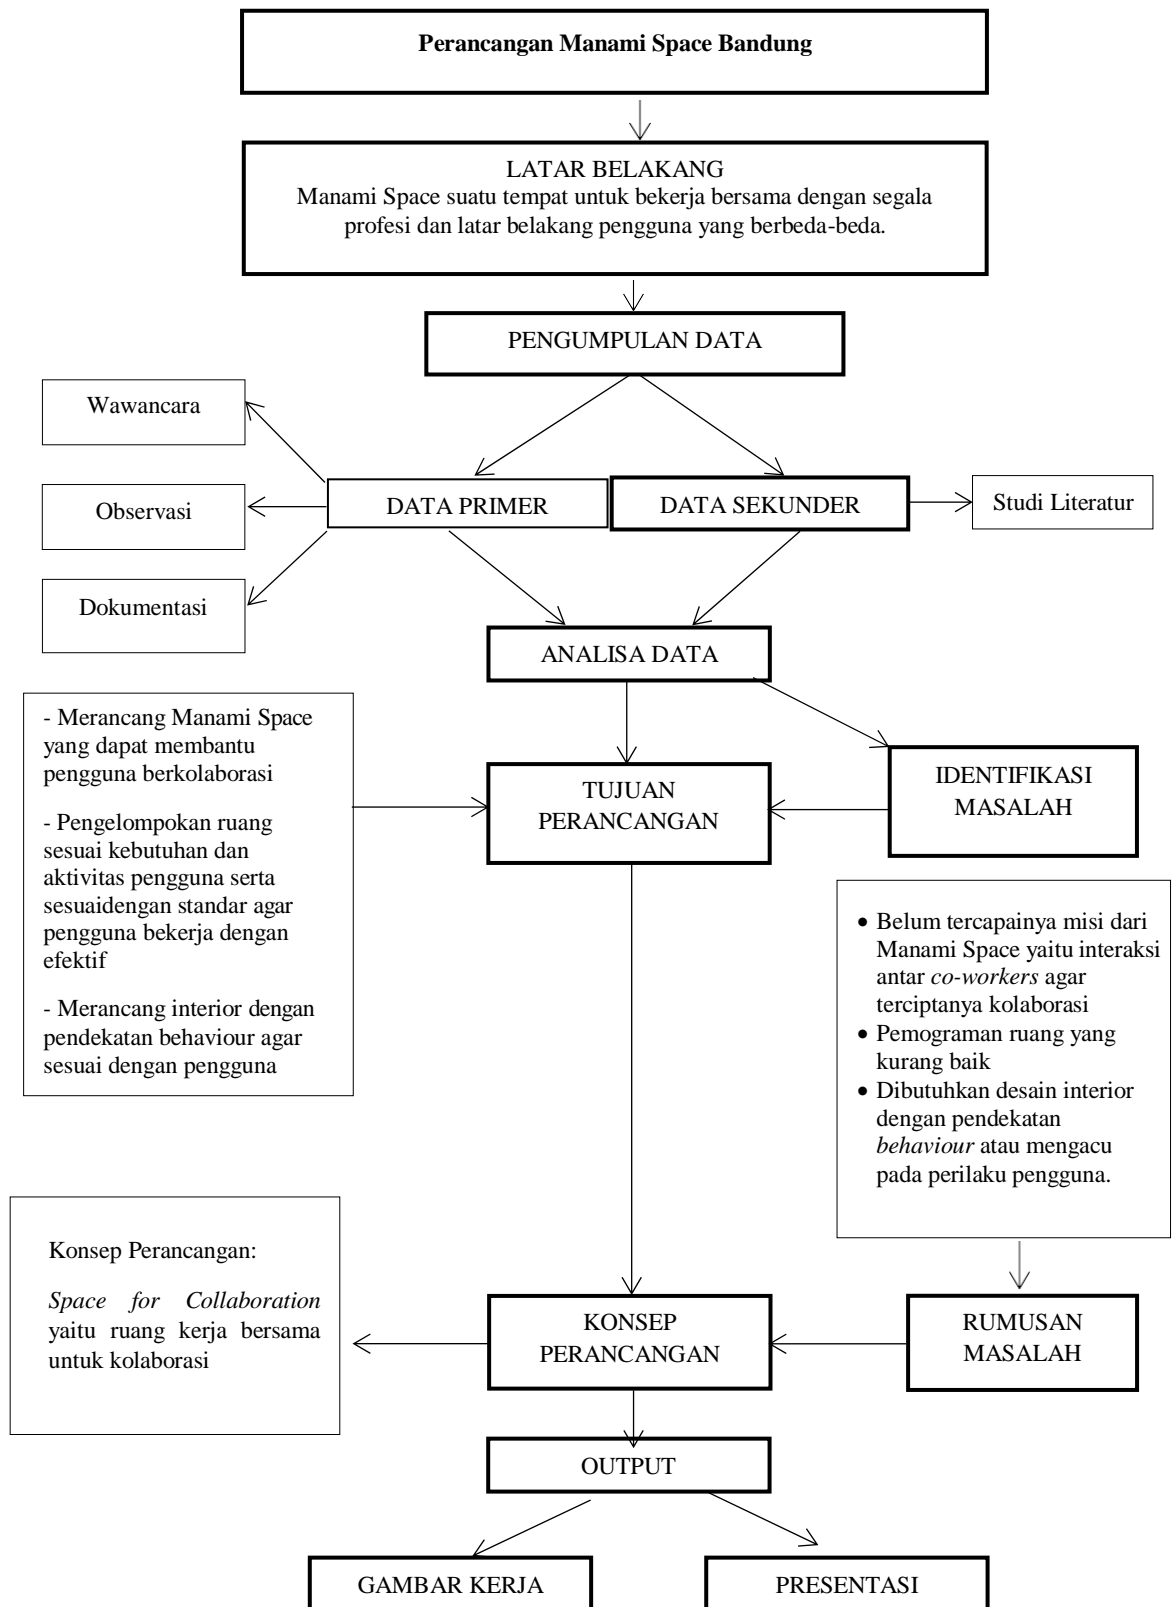 Perancangan Manami Space Bandung
LATAR BELAKANG
Manami Space suatu tempat untuk bekerja bersama dengan segala
profesi dan latar belakang pengguna yang berbeda-beda.
PENGUMPULAN DATA
Wawancara
Observasi
Dokumentasi
DATA PRIMER
DATA SEKUNDER
Studi Literatur
ANALISA DATA
- Merancang Manami Space
yang dapat membantu
pengguna berkolaborasi
- Pengelompokan ruang
sesuai kebutuhan dan
aktivitas pengguna serta
sesuaidengan standar agar
pengguna bekerja dengan
efektif
- Merancang interior dengan
pendekatan behaviour agar
sesuai dengan pengguna
TUJUAN
PERANCANGAN
IDENTIFIKASI
MASALAH
• Belum tercapainya misi dari
Manami Space yaitu interaksi
antar co-workers agar
terciptanya kolaborasi
• Pemograman ruang yang
kurang baik
• Dibutuhkan desain interior
dengan pendekatan
behaviour atau mengacu
pada perilaku pengguna.
Konsep Perancangan:
Space for Collaboration
yaitu ruang kerja bersama
untuk kolaborasi
KONSEP
PERANCANGAN
RUMUSAN
MASALAH
OUTPUT
GAMBAR KERJA
PRESENTASI